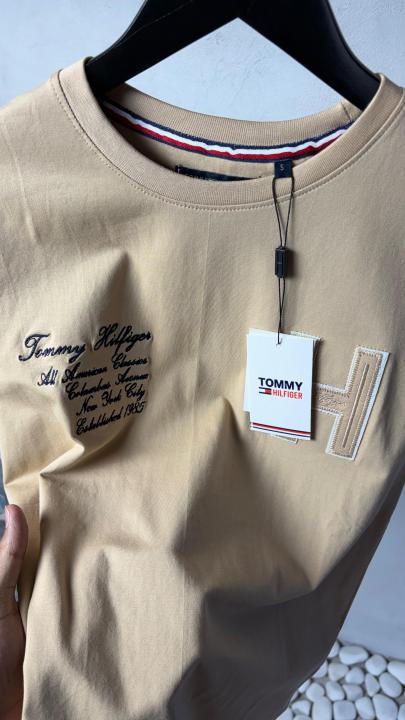 S
Tommy Hilfiger
All American Classics
Columbus Avenue
New York City
Established 1985
TOMMY
HILFIGER
H